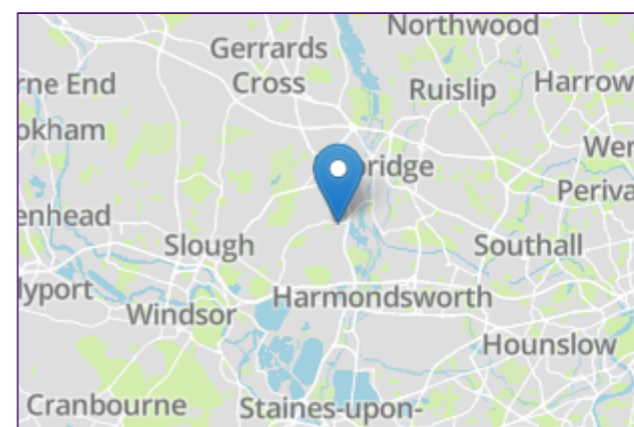 Northwood
Gerrards
Cross
rne End
Ruislip
Harrow
okham
Wer
bridge
Periva
enhead
Slough
Southall
lyport
Harmondsworth
Windsor
Hounslow
Cranbourne
Staines-upon-